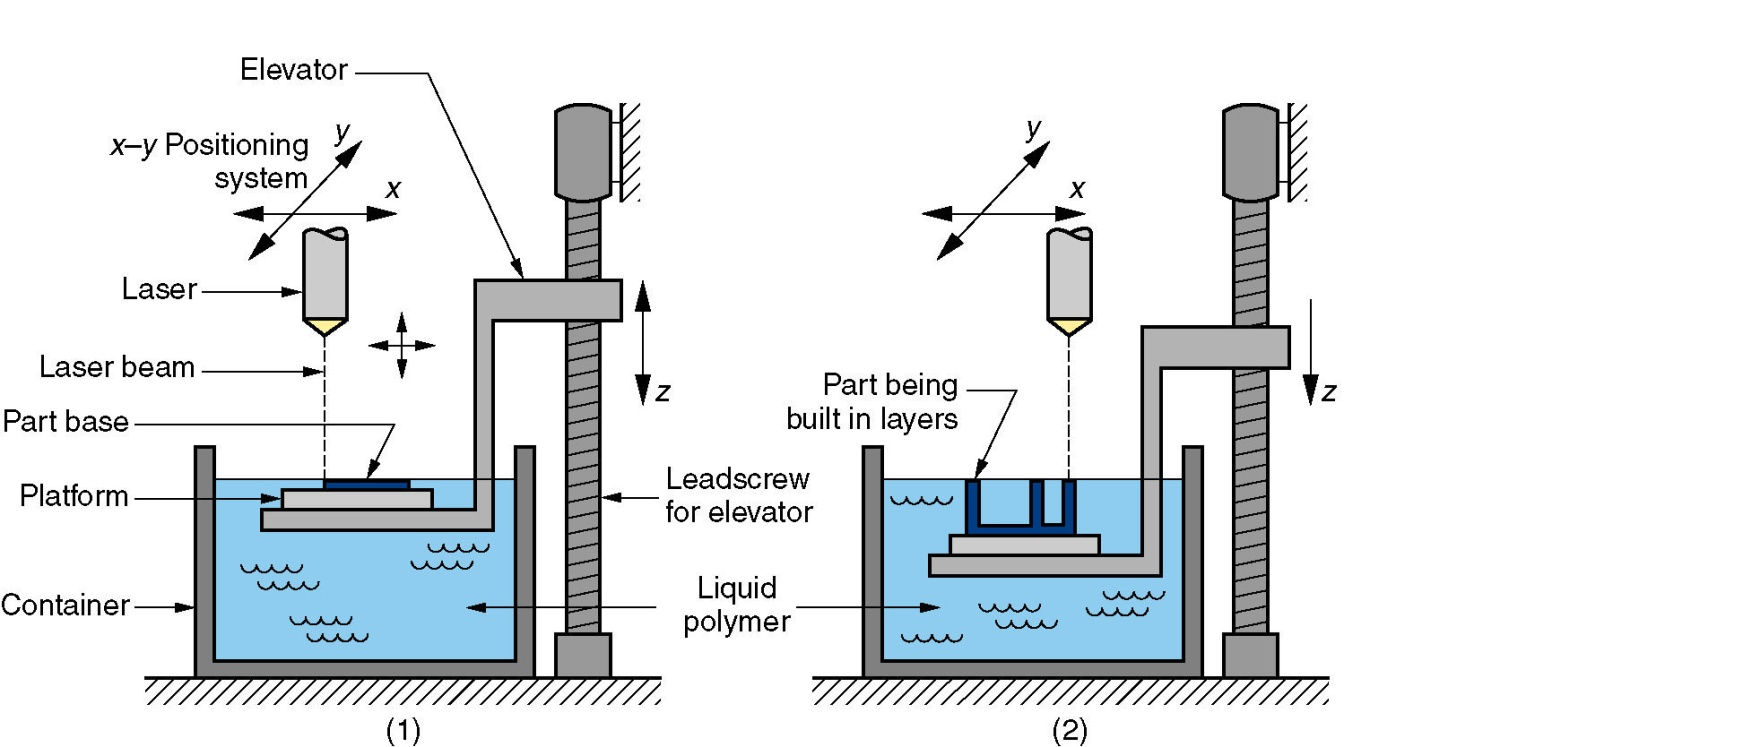 Elevator
x–y Positioning
system
y
x
Laser
Laser beam
Part base
Platform
Container
z
Leadscrew
for elevator
Liquid
polymer
(1)
y
x
Part being
built in layers
z
(2)